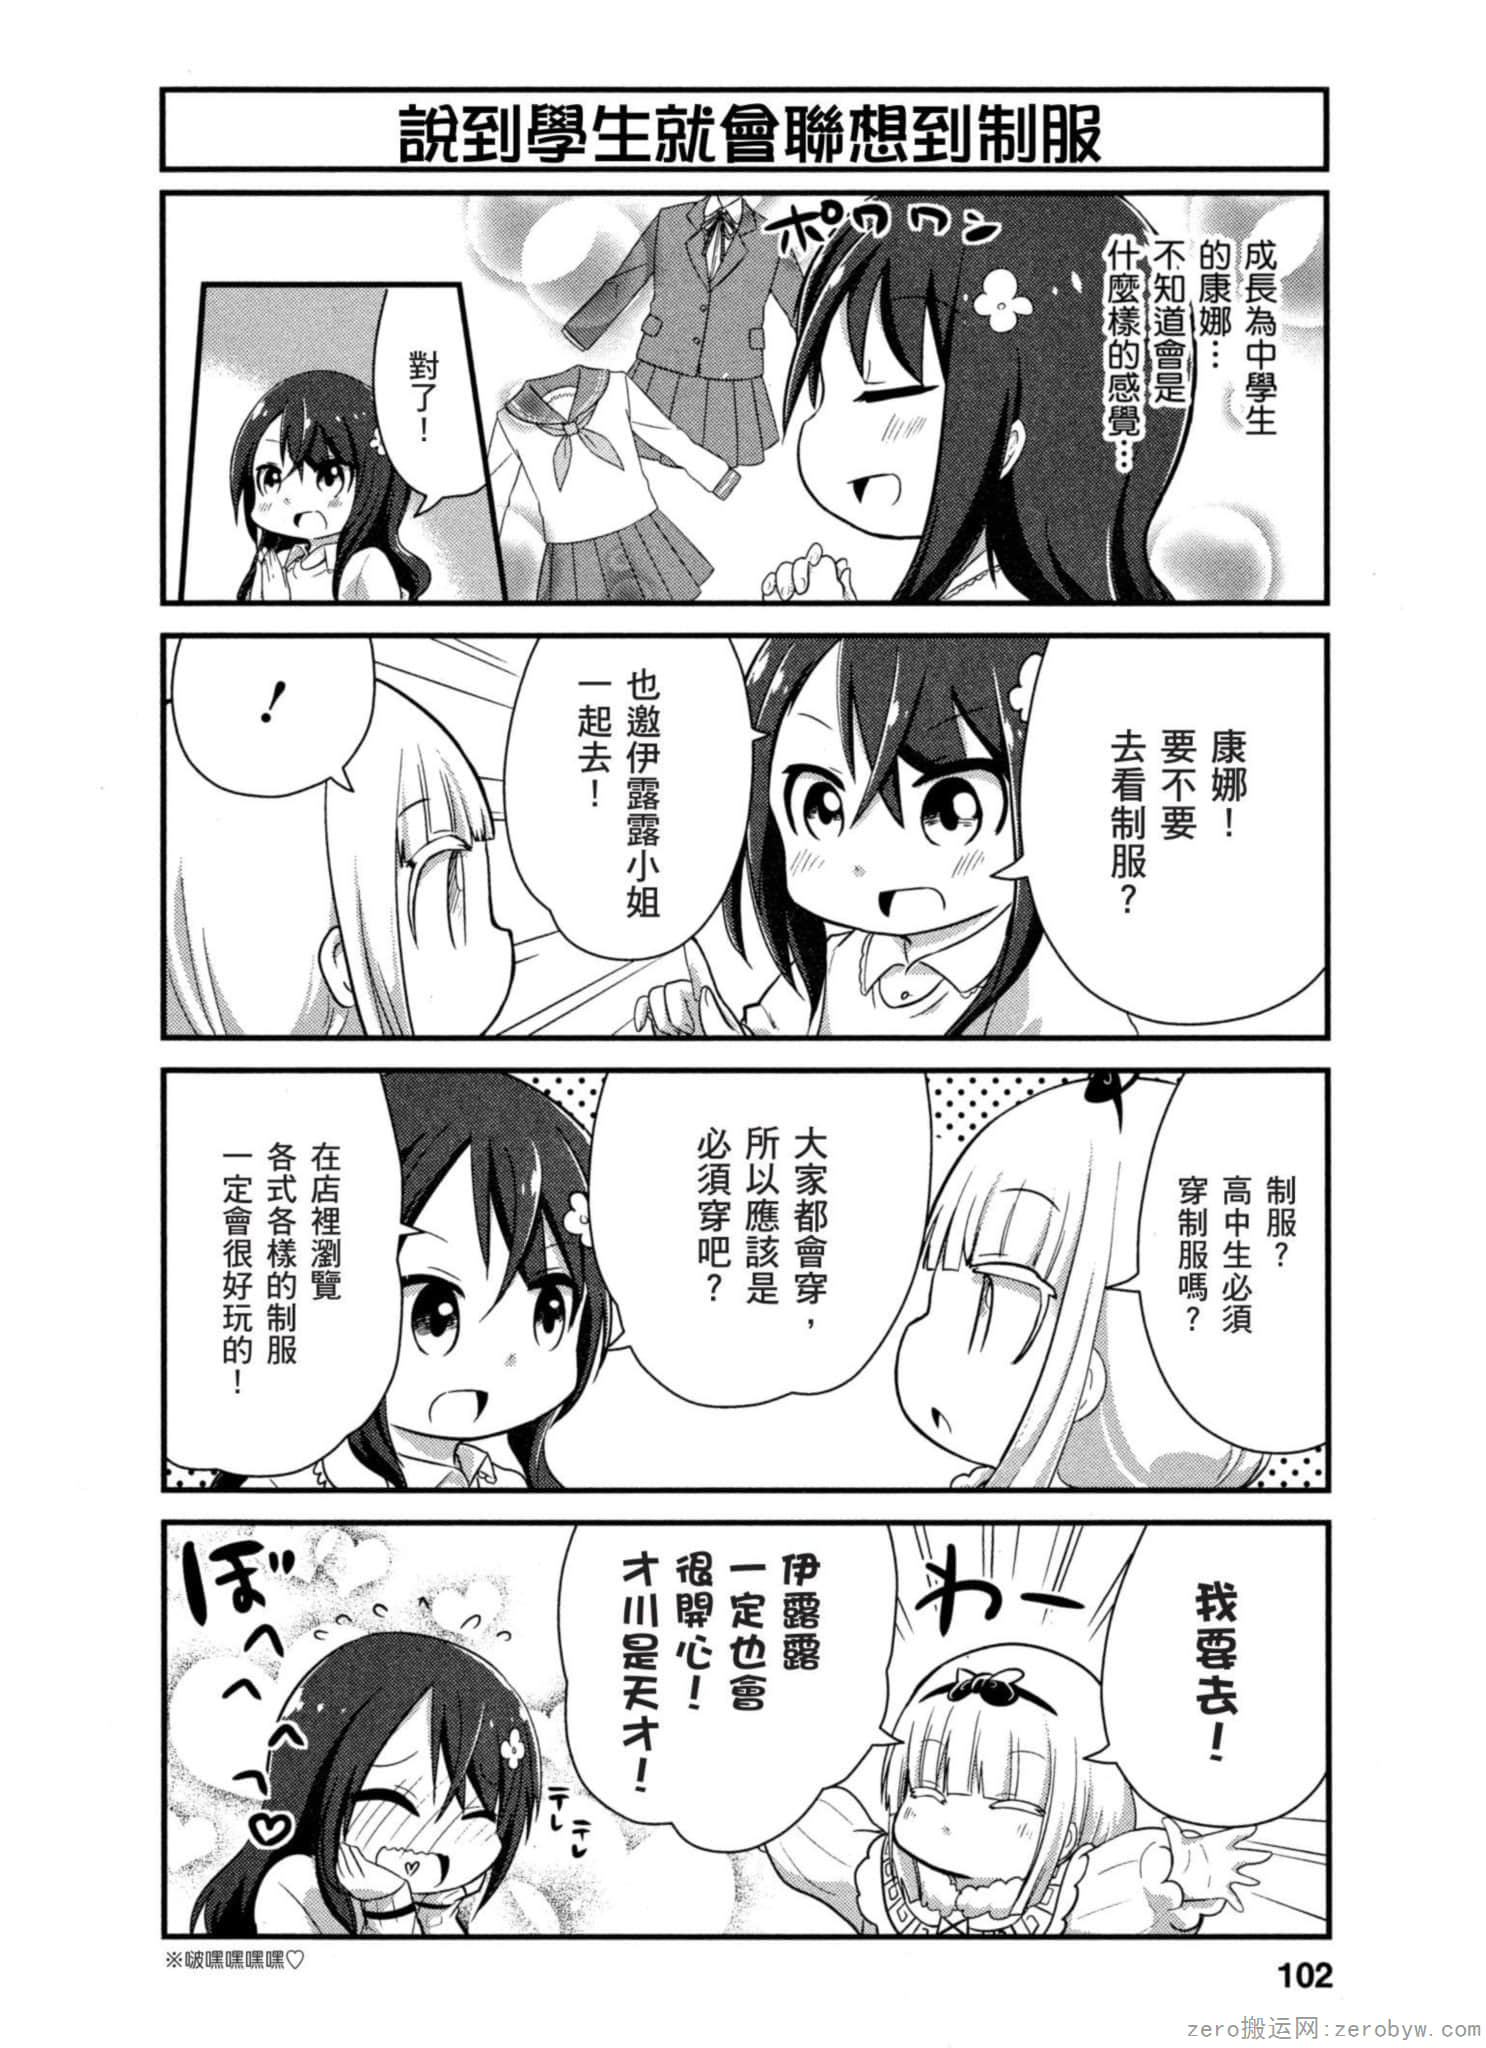 說到學生就會聯想到制服
成長為中學生
的康娜…
不知道會是
什麼樣的感覺…
ポワワワン
對了！
康娜！
要不要
去看制服？
也邀伊露露小姐
一起去！
！
制服？
高中生必須
穿制服嗎？
大家都會穿，
所以應該是
必須穿吧？
在店裡瀏覽
各式各樣的制服
一定會很好玩的！
我要去！
わー
伊露露
一定也會
很開心！
才川是天才！
テレ
テレ
ぼへへへへ♡
※啵嘿嘿嘿嘿♡
102
zero搬运网:zerobyw.com